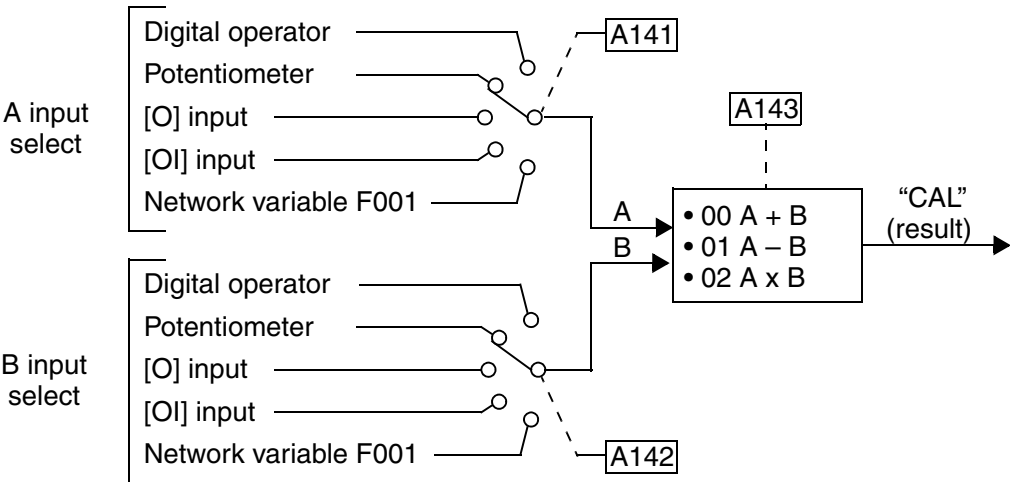 Digital operator
A141
Potentiometer
A input
select
[O] input
[OI] input
Network variable F001
A143
A
B
• 00 A + B
• 01 A – B
• 02 A x B
“CAL”
(result)
Digital operator
Potentiometer
B input
select
[O] input
[OI] input
Network variable F001
A142